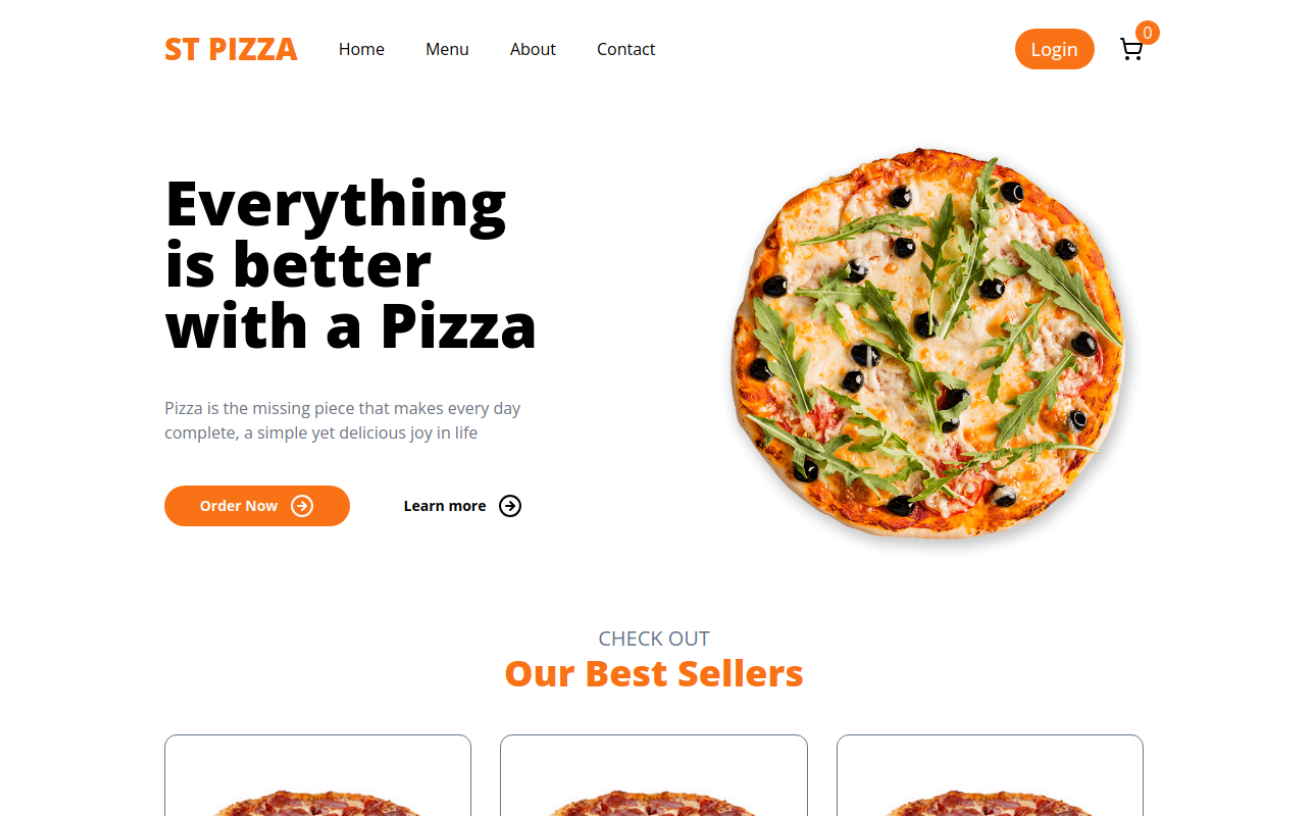 ST PIZZA
Home
Menu
About
Contact
Login
0
Everything
is better
with a Pizza
Pizza is the missing piece that makes every day
complete, a simple yet delicious joy in life
Order Now
Learn more
CHECK OUT
Our Best Sellers